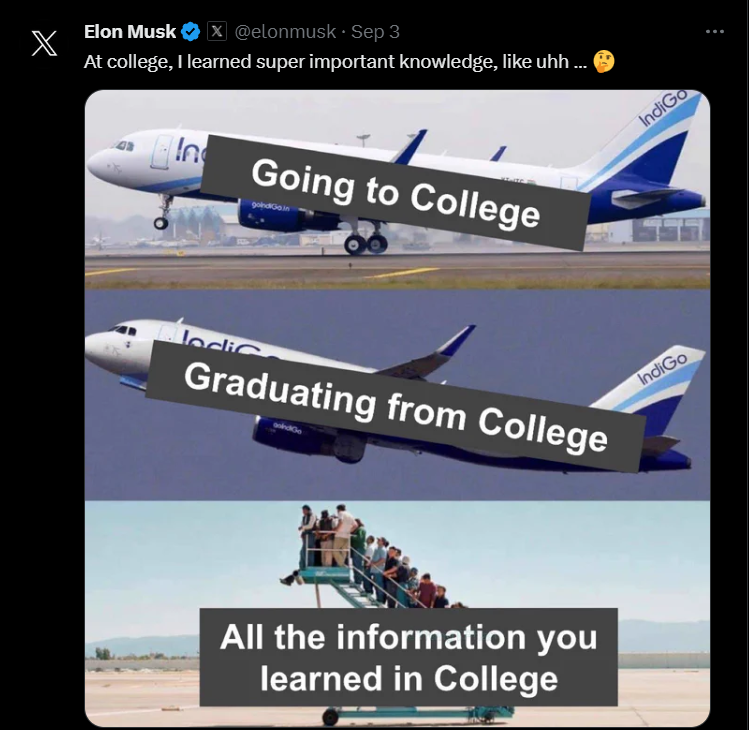 Elon Musk @elonmusk · Sep 3
At college, I learned super important knowledge, like uhh ... 🤔
IndiGo
In
Going to College
goIndiGo.in
IndiGo
IndiGo
Graduating from College
goIndiGo
All the information you
learned in College